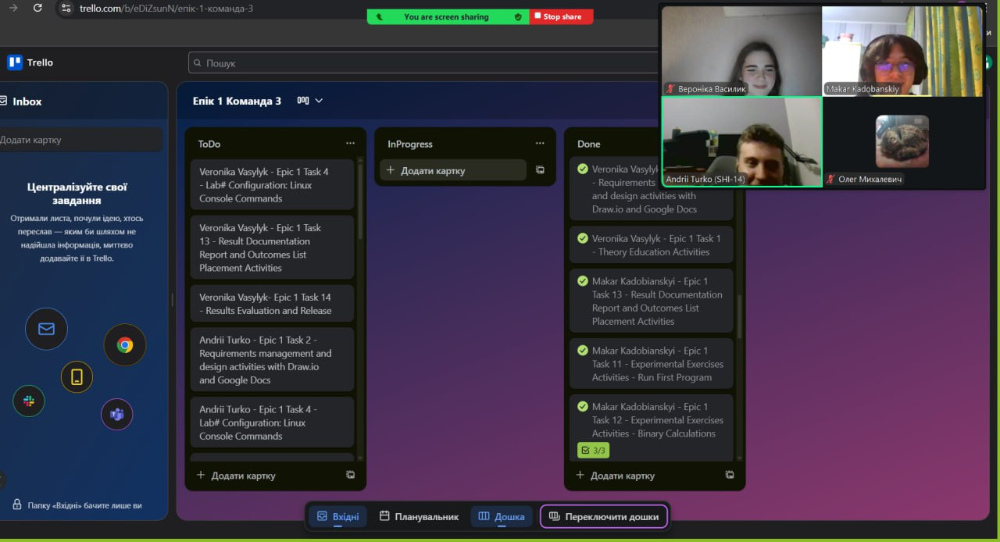 trello.com/b/eDiZsunN/епік-1-команда-3
You are screen sharing
Stop share
Trello
Пошук
Inbox
Додати картку
Централізуйте свої
завдання
Отримали листа, почули ідею, хтось
переслав — яким би шляхом не
надійшла інформація, миттєво
додавайте її в Trello.
Папку «Вхідні» бачите лише ви
Епік 1 Команда 3
ToDo
Veronika Vasylyk - Epic 1 Task 4
- Lab# Configuration: Linux
Console Commands
Veronika Vasylyk - Epic 1 Task
13 - Result Documentation
Report and Outcomes List
Placement Activities
Veronika Vasylyk- Epic 1 Task 14
- Results Evaluation and Release
Andrii Turko - Epic 1 Task 2 -
Requirements management and
design activities with Draw.io
and Google Docs
Andrii Turko - Epic 1 Task 4 -
Lab# Configuration: Linux
Console Commands
Додати картку
InProgress
Додати картку
Done
Veronika
- Requirements
and design activities with
Draw.io and Google Docs
Veronika Vasylyk - Epic 1 Task 1
- Theory Education Activities
Makar Kadobianskyi - Epic 1
Task 13 - Result Documentation
Report and Outcomes List
Placement Activities
Makar Kadobianskyi - Epic 1
Task 11 - Experimental Exercises
Activities - Run First Program
Makar Kadobianskyi - Epic 1
Task 12 - Experimental Exercises
Activities - Binary Calculations
3/3
Додати картку
Вероніка Василик
Makar Kadobanskiy
Andrii Turko (SHI-14)
Олег Михалевич
Вхідні
Планувальник
Дошка
Переключити дошки